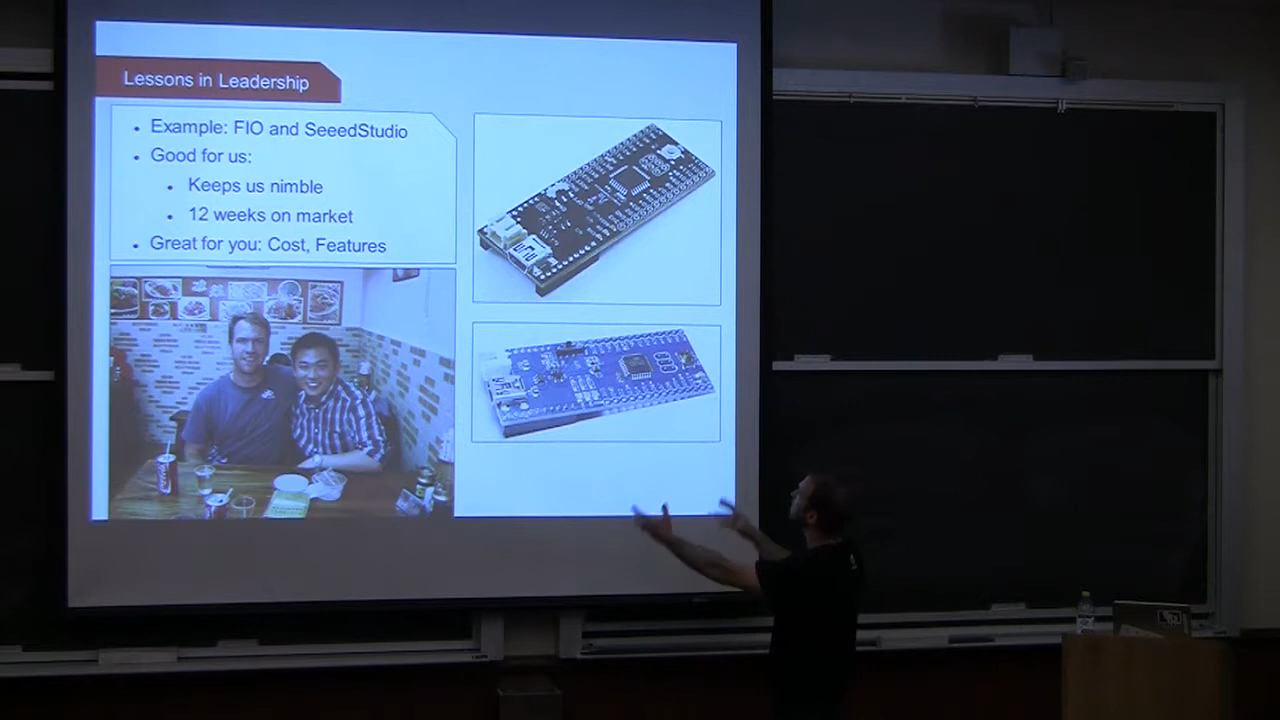 Lessons in Leadership
Example: FIO and SeeedStudio
Good for us:
Keeps us nimble
12 weeks on market
Great for you: Cost, Features